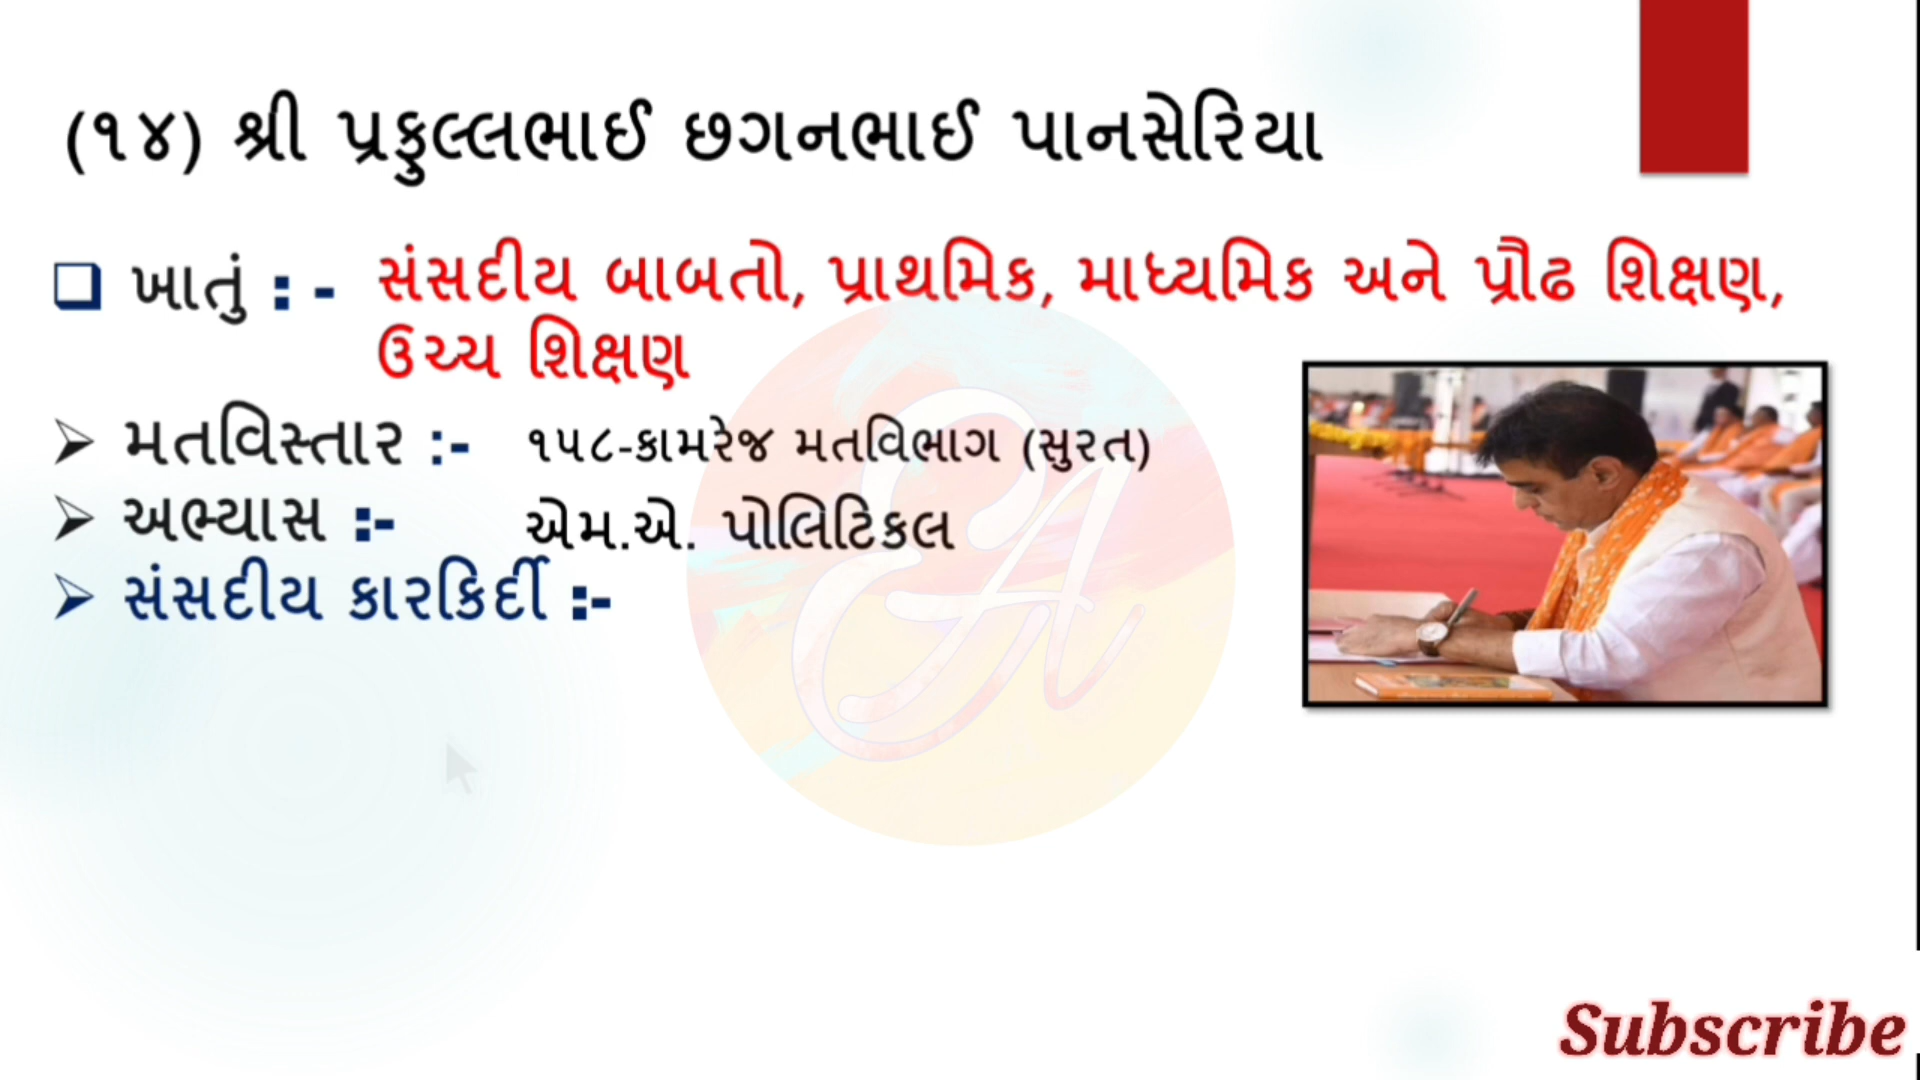 (૧૪) શ્રી પ્રફુલ્લભાઈ છગનભાઈ પાનસેરિયા
ખાતું : - સંસદીય બાબતો, પ્રાથમિક, માધ્યમિક અને પ્રૌઢ શિક્ષણ,
ઉચ્ચ શિક્ષણ
મતવિસ્તાર :- ૧૫૮-કામરેજ મતવિભાગ (સુરત)
અભ્યાસ :- એમ.એ. પોલિટિકલ
સંસદીય કારકિર્દી :-
EA
Subscribe